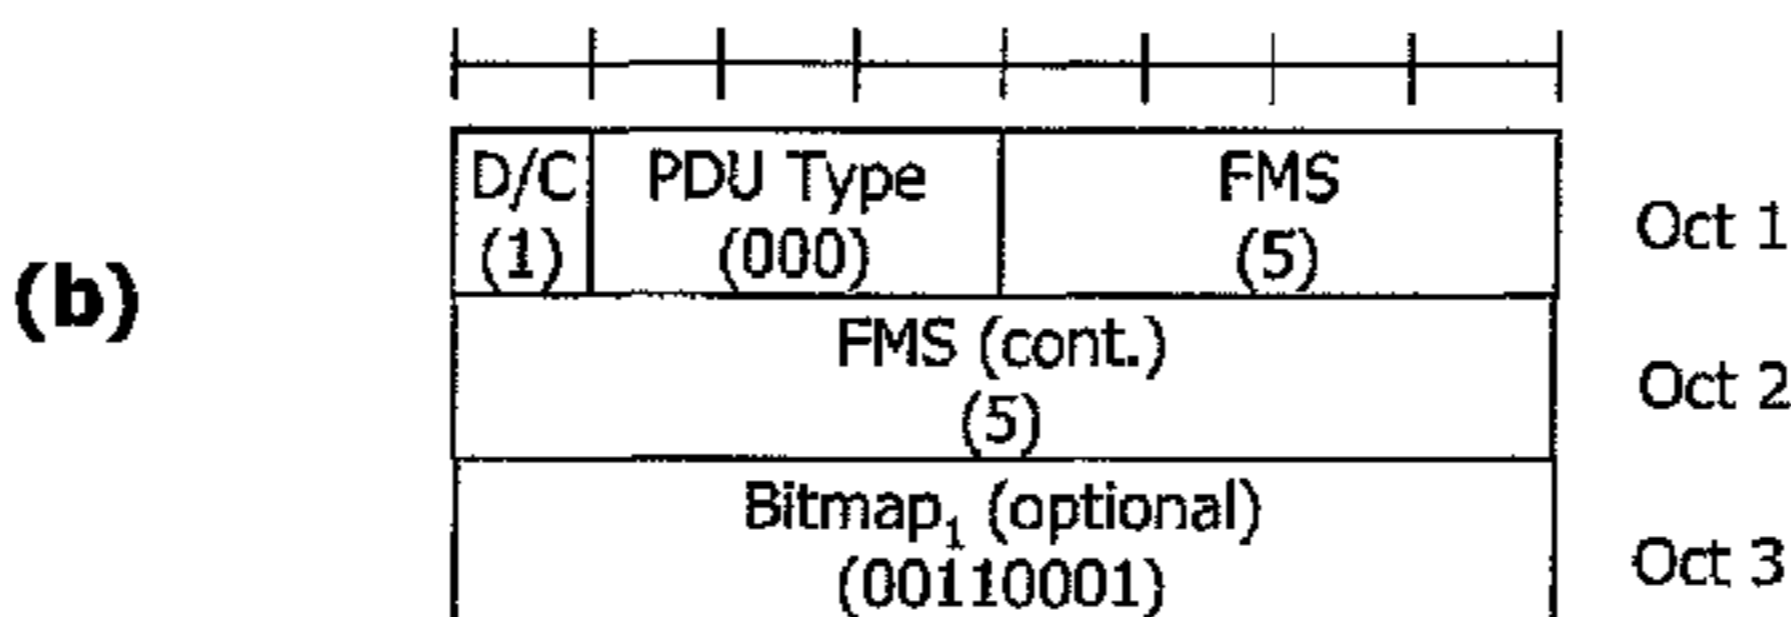 D/C PDU Type FMS
(1) (000) (5) Oct 1
(b)
FMS (cont.)
(5) Oct 2
Bitmap₁ (optional)
(00110001) Oct 3